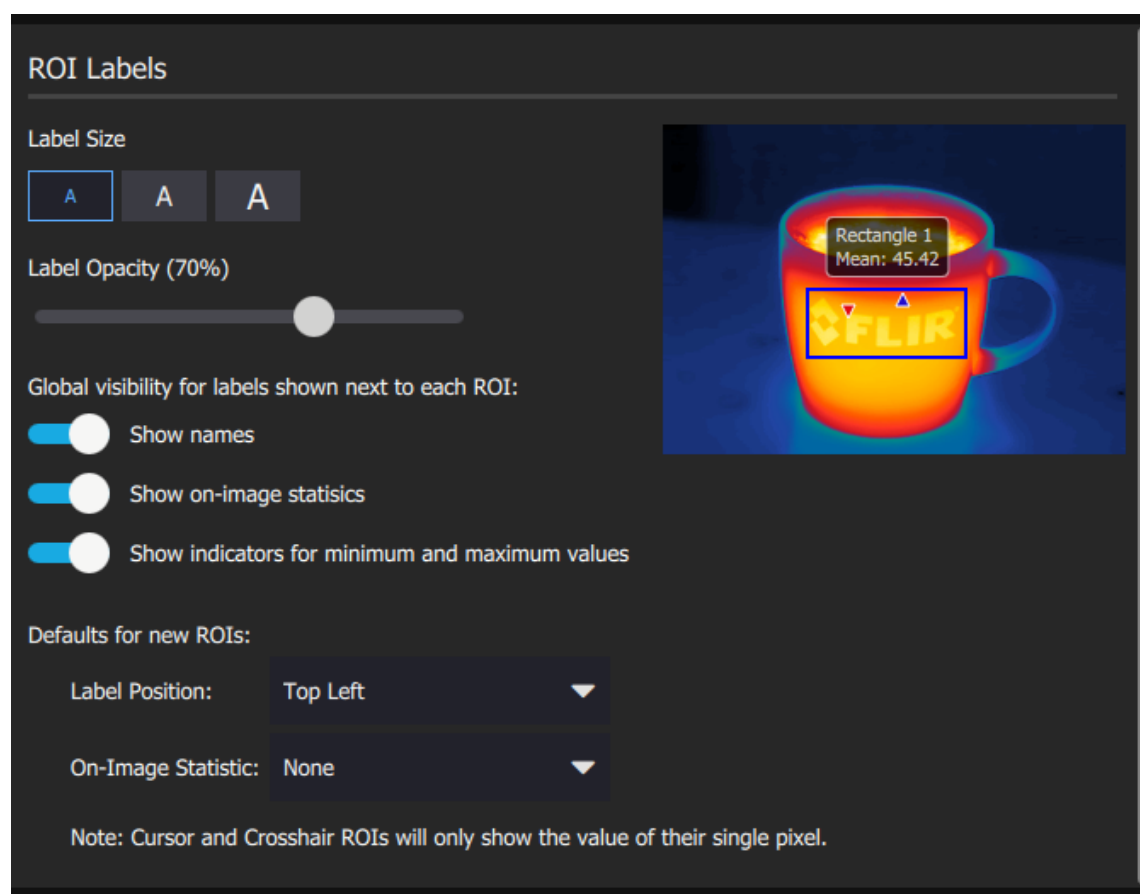 ROI Labels
Label Size
A A A
Label Opacity (70%)
Rectangle 1
Mean: 45.42
FLIR
Global visibility for labels shown next to each ROI:
Show names
Show on-image statisics
Show indicators for minimum and maximum values
Defaults for new ROIs:
Label Position: Top Left
On-Image Statistic: None
Note: Cursor and Crosshair ROIs will only show the value of their single pixel.